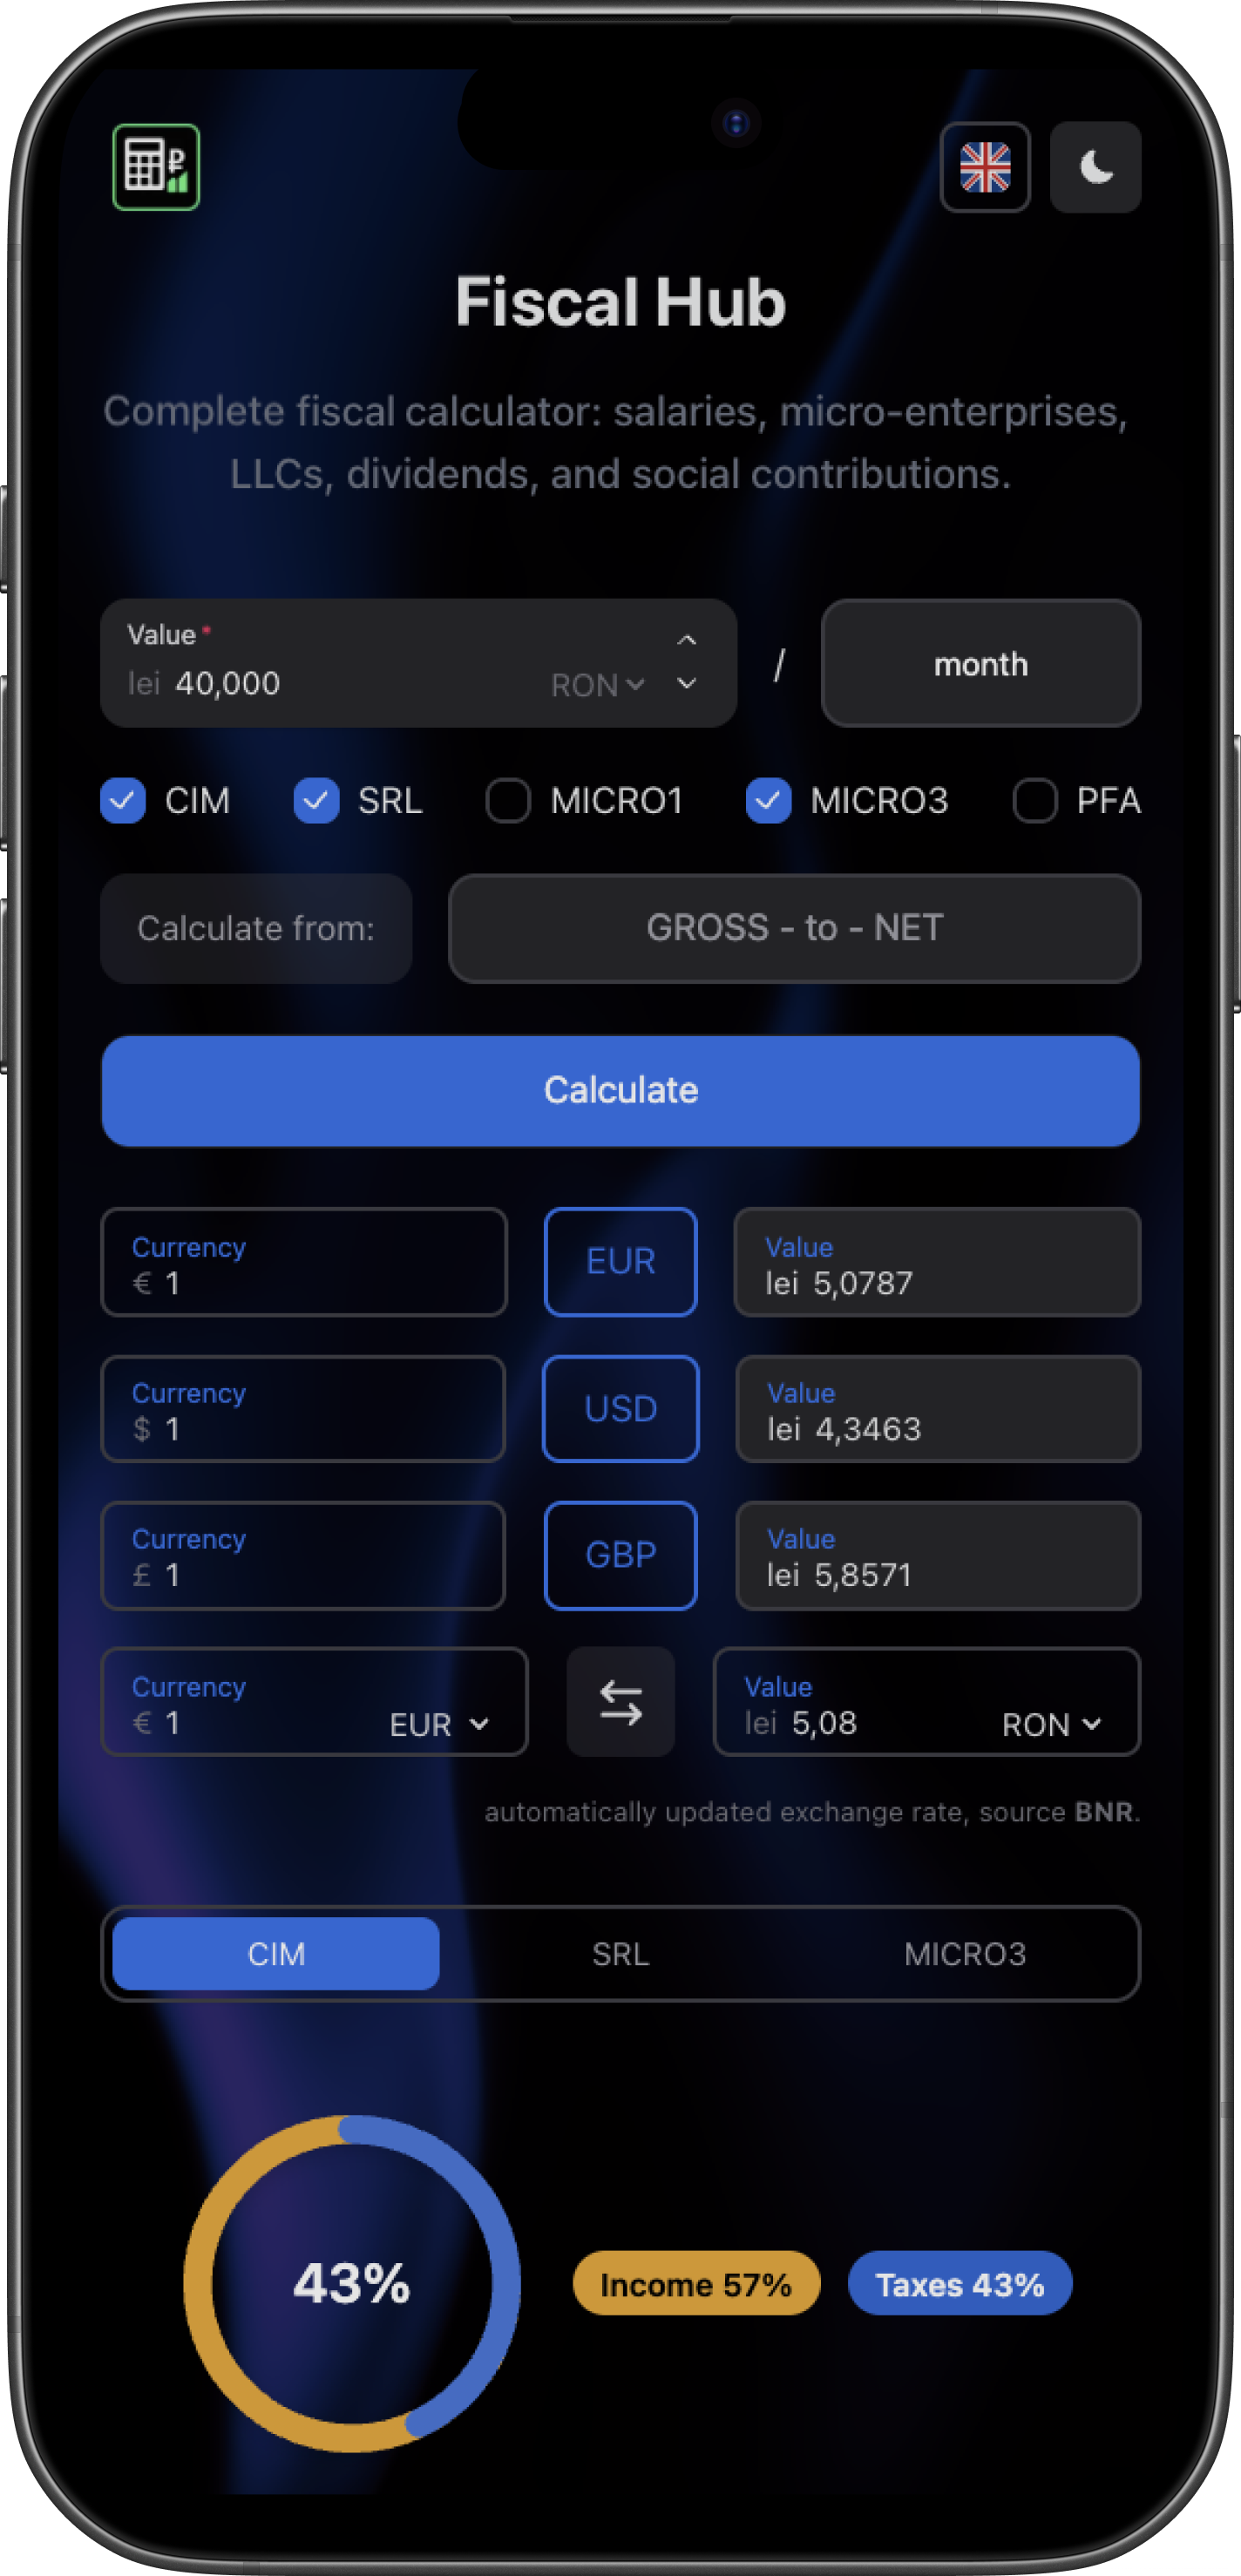 Fiscal Hub
Complete fiscal calculator: salaries, micro-enterprises,
LLCs, dividends, and social contributions.
Value *
lei 40,000 RON
/
month
CIM SRL MICRO1 MICRO3 PFA
Calculate from: GROSS - to - NET
Calculate
Currency
€ 1
EUR
Value
lei 5,0787
Currency
$ 1
USD
Value
lei 4,3463
Currency
£ 1
GBP
Value
lei 5,8571
Currency
€ 1 EUR
Value
lei 5,08 RON
automatically updated exchange rate, source BNR.
CIM SRL MICRO3
43%
Income 57% Taxes 43%